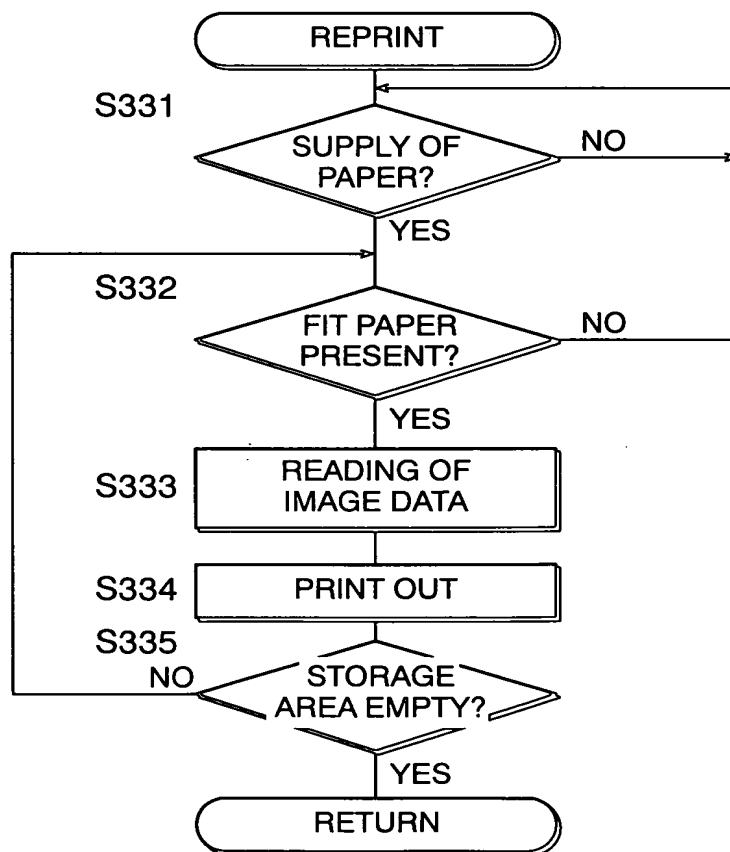 REPRINT
S331
SUPPLY OF
PAPER?
NO
YES
S332
FIT PAPER
PRESENT?
NO
YES
S333
READING OF
IMAGE DATA
S334
PRINT OUT
S335
NO
STORAGE
AREA EMPTY?
YES
RETURN